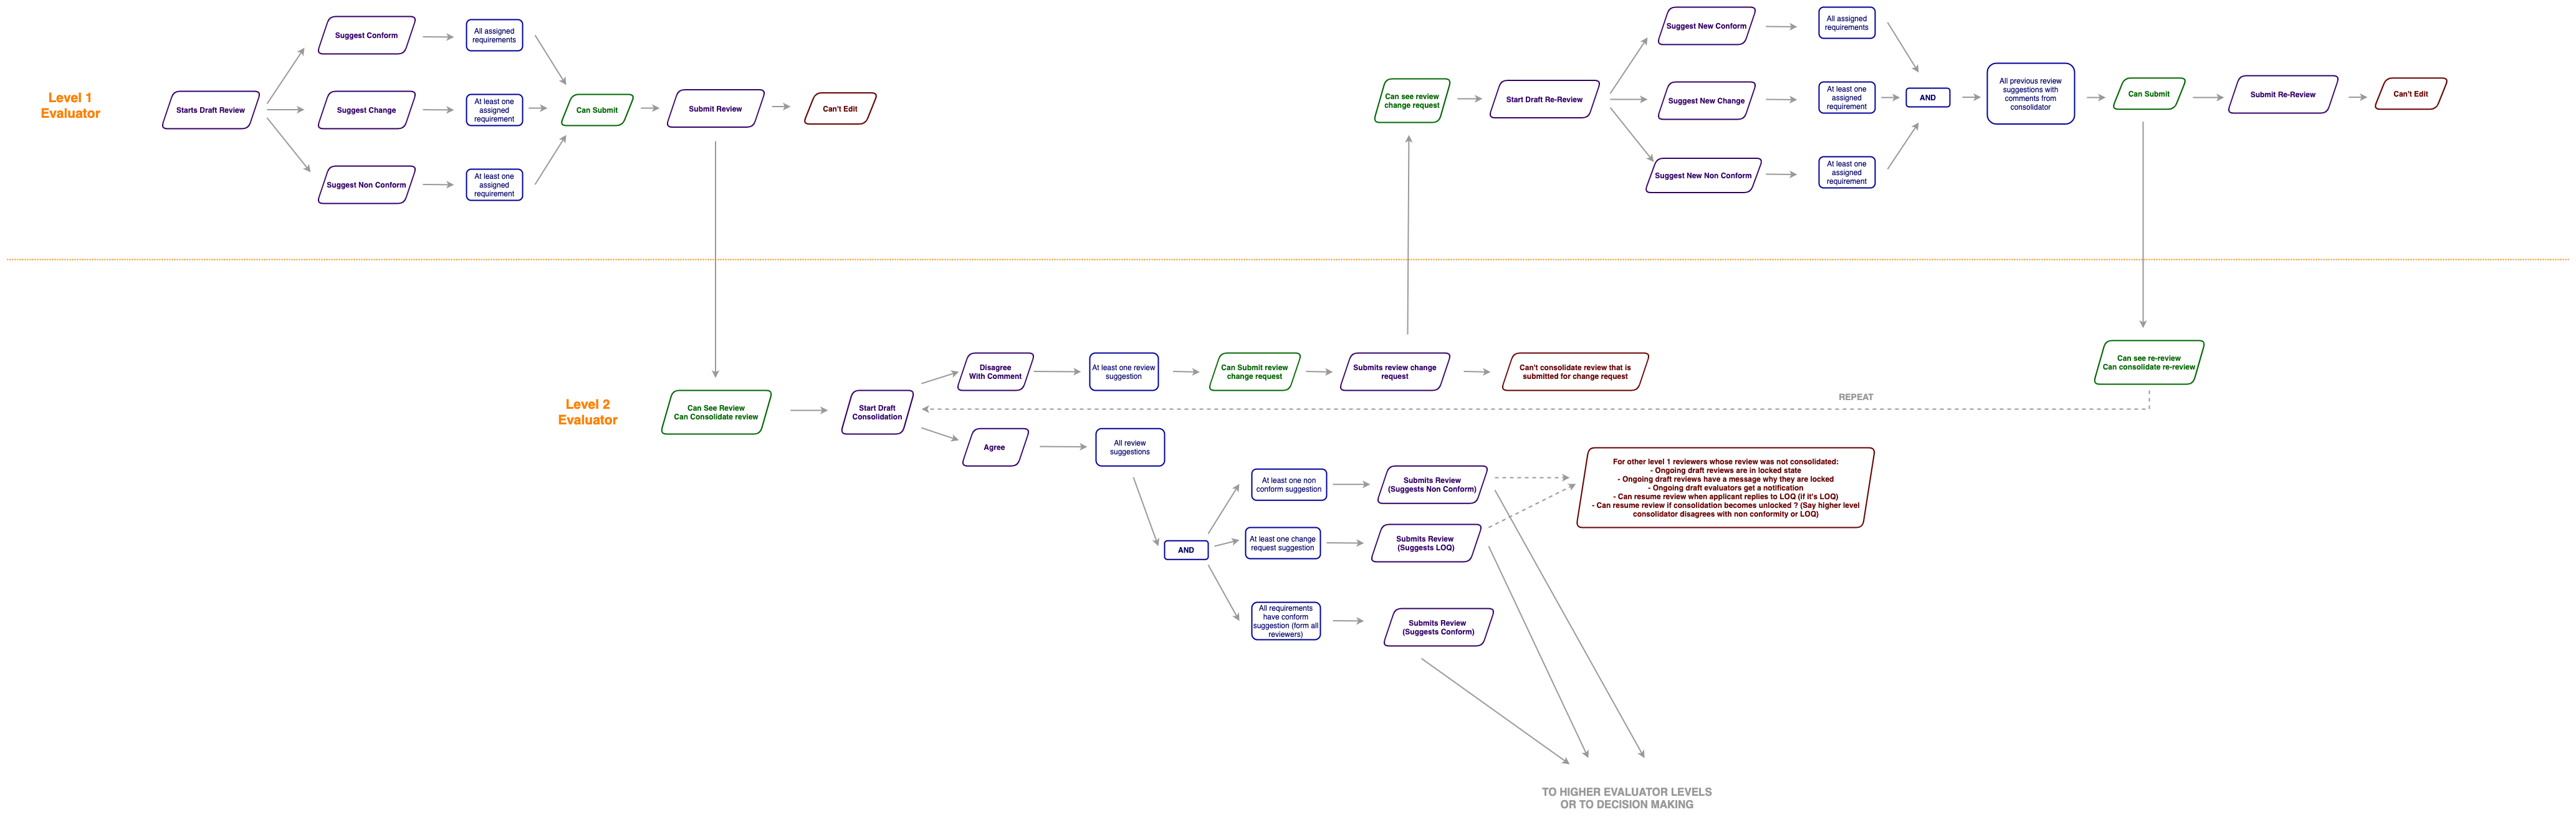 Level 1
Evaluator
Starts Draft Review
Suggest Conform
All assigned
requirements
Suggest Change
At least one
assigned
requirement
Suggest Non Conform
At least one
assigned
requirement
Can Submit
Submit Review
Can't Edit
Can see review
change request
Start Draft Re-Review
Suggest New Conform
All assigned
requirements
Suggest New Change
At least one
assigned
requirement
Suggest New Non Conform
At least one
assigned
requirement
AND
All previous review
suggestions with
comments from
consolidator
Can Submit
Submit Re-Review
Can't Edit
Level 2
Evaluator
Can See Review
Can Consolidate review
Start Draft
Consolidation
Disagree
With Comment
At least one review
suggestion
Can Submit review
change request
Submits review change
request
Can't consolidate review that is
submitted for change request
Can see re-review
Can consolidate re-review
REPEAT
Agree
All review
suggestions
AND
At least one non
conform suggestion
Submits Review
(Suggests Non Conform)
At least one change
request suggestion
Submits Review
(Suggests LOQ)
All requirements
have conform
suggestion (form all
reviewers)
Submits Review
(Suggests Conform)
For other level 1 reviewers whose review was not consolidated:
- Ongoing draft reviews are in locked state
- Ongoing draft reviews have a message why they are locked
- Ongoing draft evaluators get a notification
- Can resume review when applicant replies to LOQ (if it's LOQ)
- Can resume review if consolidation becomes unlocked ? (Say higher level
consolidator disagrees with non conformity or LOQ)
TO HIGHER EVALUATOR LEVELS
OR TO DECISION MAKING